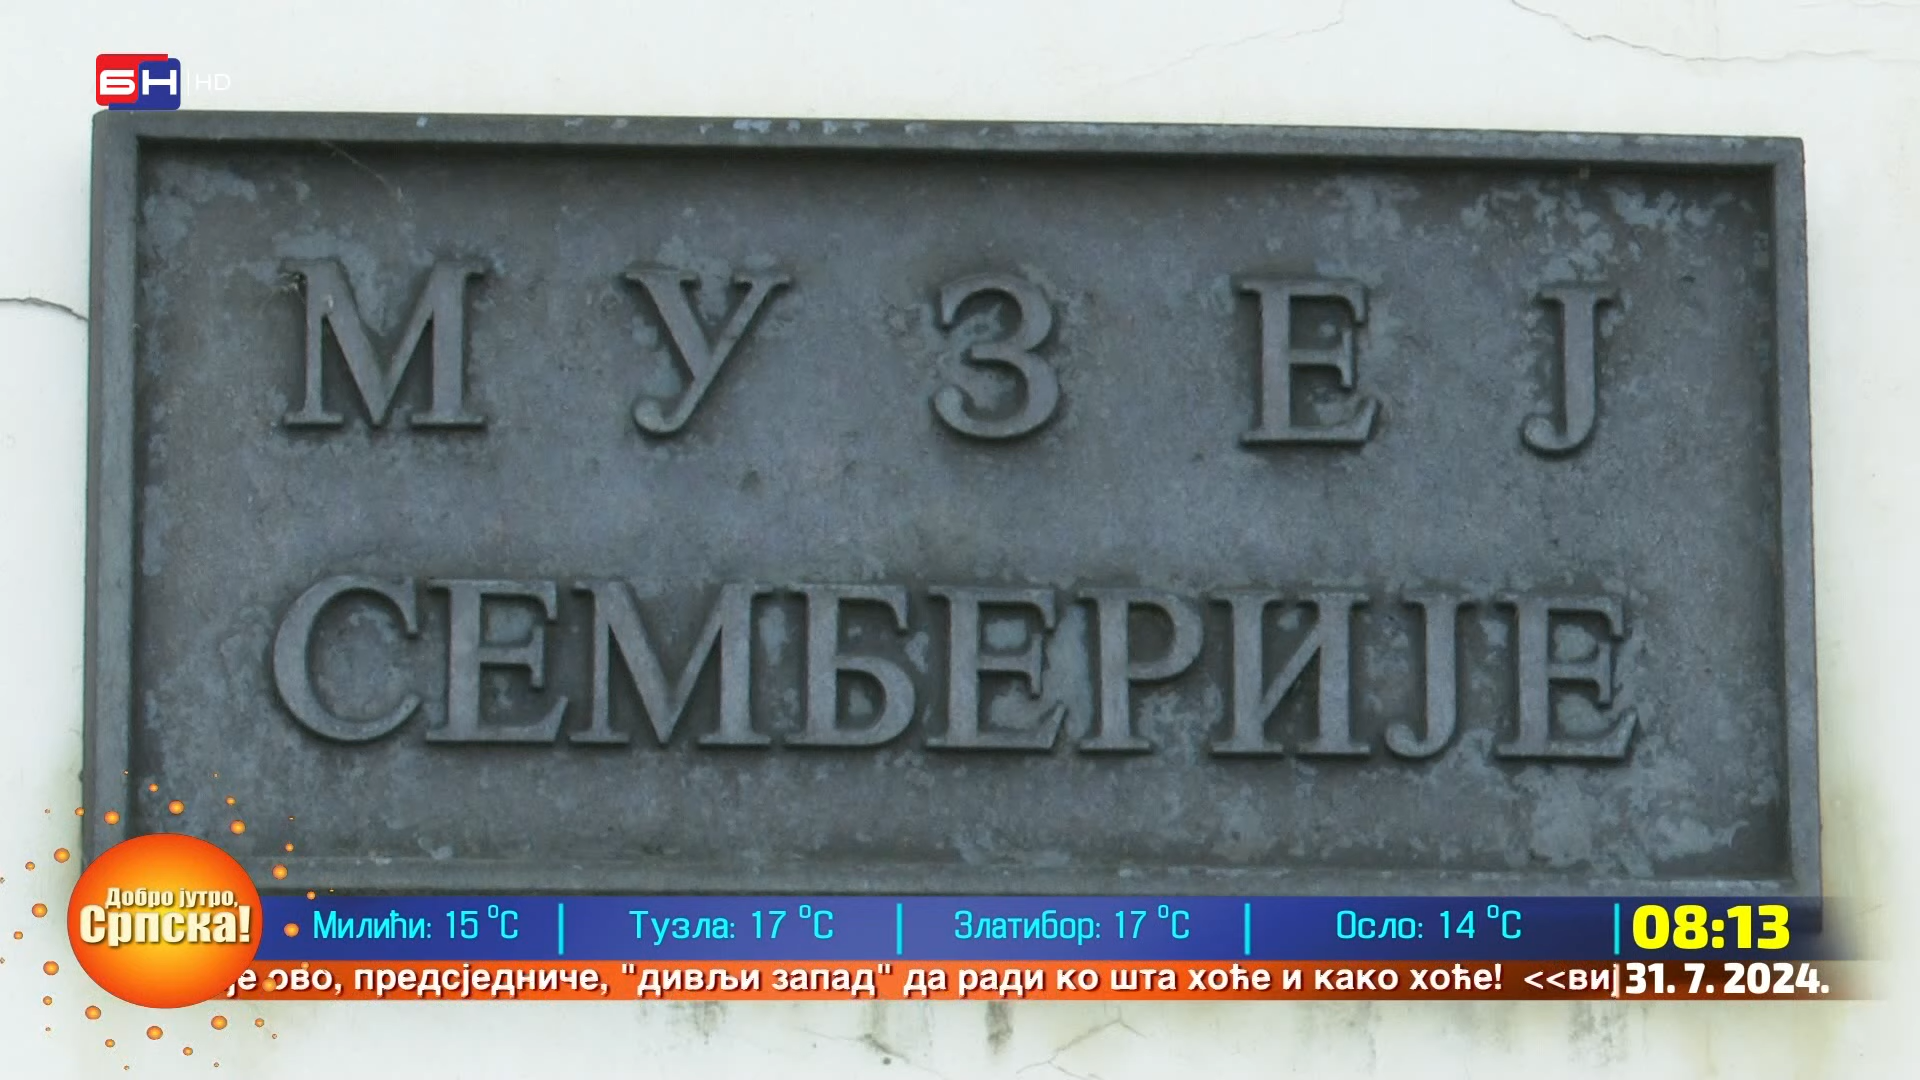 БН HD
МУЗЕЈ
СЕМБЕРИЈЕ
Добро јутро,
Српска!
Милићи: 15 °C | Тузла: 17 °C | Златибор: 17 °C | Осло: 14 °C | 08:13
ово, предсједниче, "дивљи запад" да ради ко шта хоће и како хоће! <<виј
31. 7. 2024.